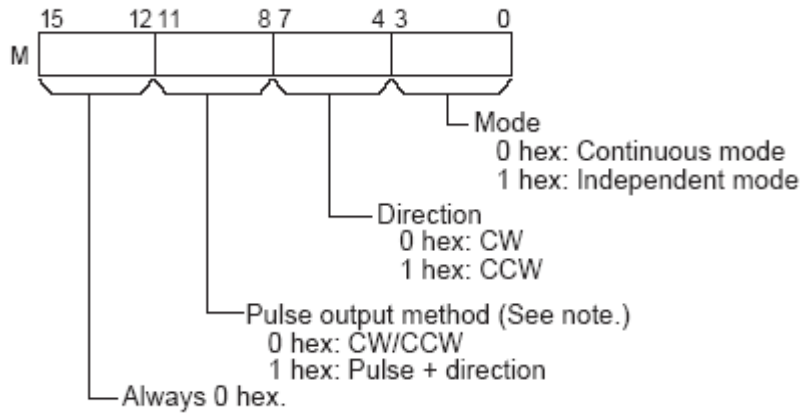 15 12 11 8 7 4 3 0
M
Mode
0 hex: Continuous mode
1 hex: Independent mode
Direction
0 hex: CW
1 hex: CCW
Pulse output method (See note.)
0 hex: CW/CCW
1 hex: Pulse + direction
Always 0 hex.